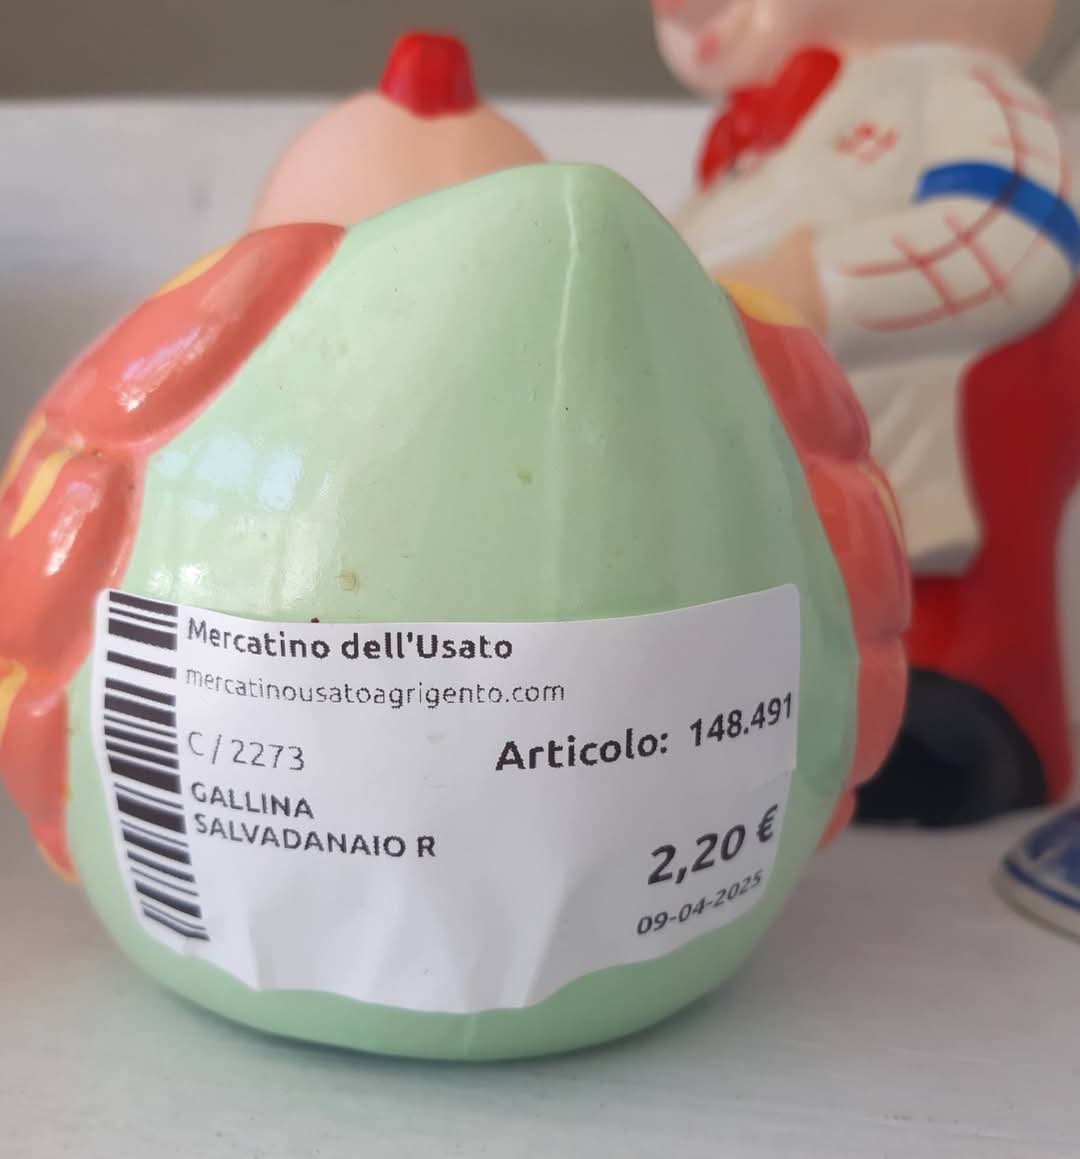 Mercatino dell'Usato
mercatinousatoagrigento.com
C/2273
Articolo: 148.491
GALLINA
SALVADANAIO R
2,20 €
09-04-2025